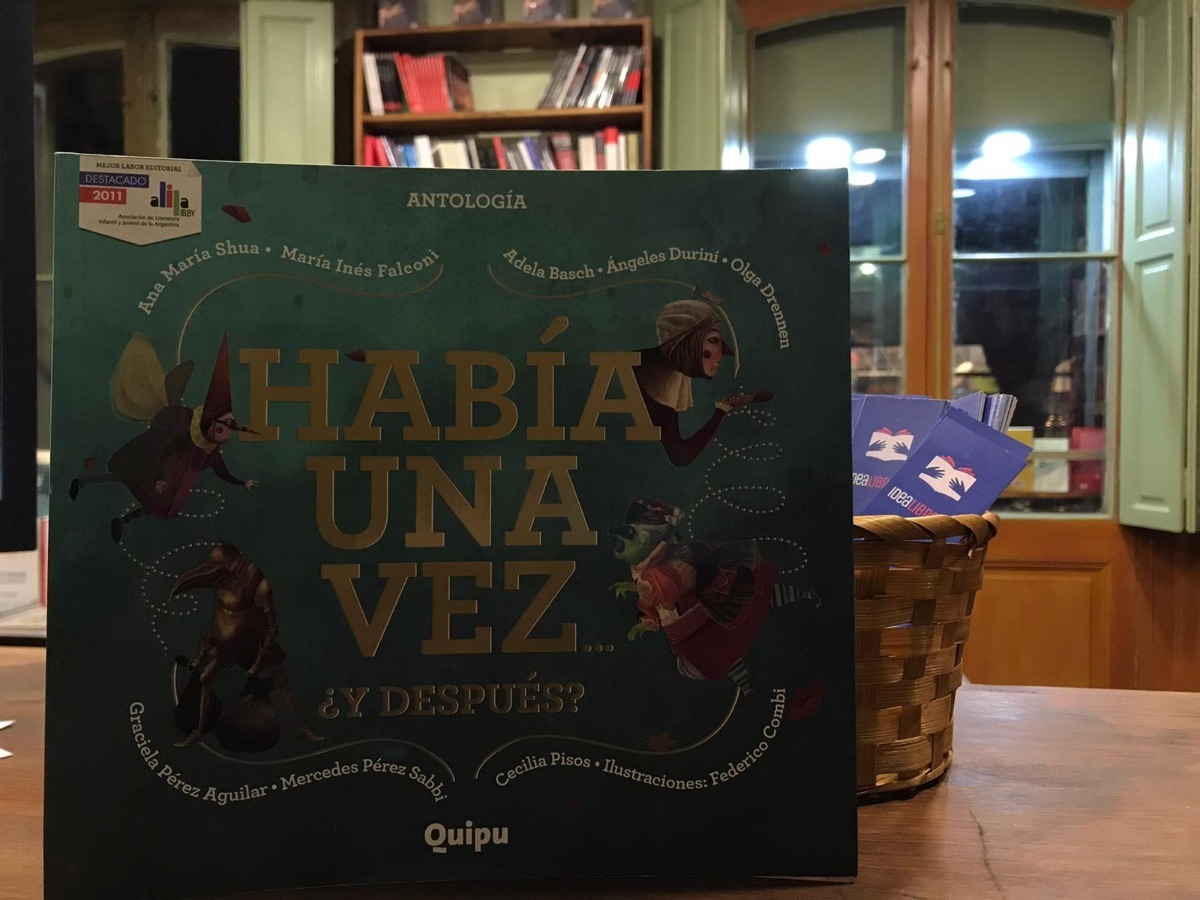 MEJOR LABOR EDITORIAL
DESTACADO
2011
alija
IBBY
Asociación de Literatura
Infantil y Juvenil de la Argentina
ANTOLOGÍA
Ana María Shua • María Inés Falconi
Adela Basch • Ángeles Durini • Olga Drennen
HABÍA
UNA
VEZ...
¿Y DESPUÉS?
Graciela Pérez Aguilar • Mercedes Pérez Sabbi
Cecilia Pisos • Ilustraciones: Federico Combi
Quipu
IDEALIBROS